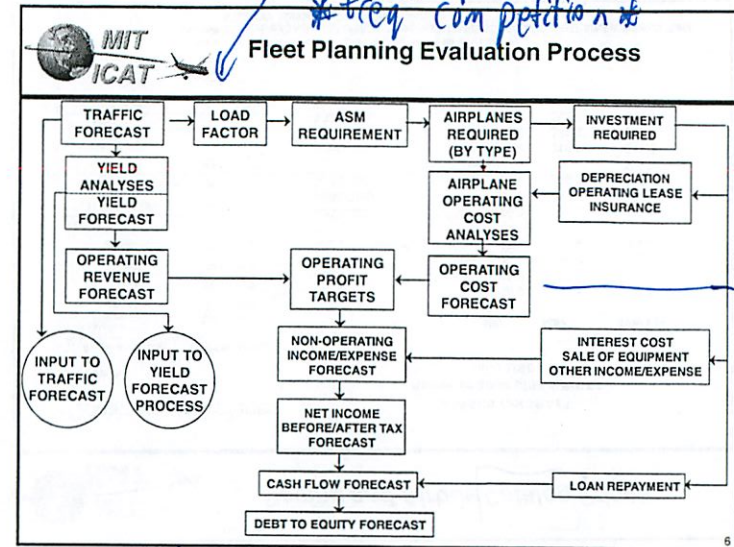 *freq competition*
MIT
ICAT
Fleet Planning Evaluation Process
TRAFFIC
FORECAST
LOAD
FACTOR
ASM
REQUIREMENT
AIRPLANES
REQUIRED
(BY TYPE)
INVESTMENT
REQUIRED
YIELD
ANALYSES
YIELD
FORECAST
AIRPLANE
OPERATING
COST
ANALYSES
DEPRECIATION
OPERATING LEASE
INSURANCE
OPERATING
REVENUE
FORECAST
OPERATING
PROFIT
TARGETS
OPERATING
COST
FORECAST
INPUT TO
TRAFFIC
FORECAST
INPUT TO
YIELD
FORECAST
PROCESS
NON-OPERATING
INCOME/EXPENSE
FORECAST
INTEREST COST
SALE OF EQUIPMENT
OTHER INCOME/EXPENSE
NET INCOME
BEFORE/AFTER TAX
FORECAST
CASH FLOW FORECAST
LOAN REPAYMENT
DEBT TO EQUITY FORECAST
6